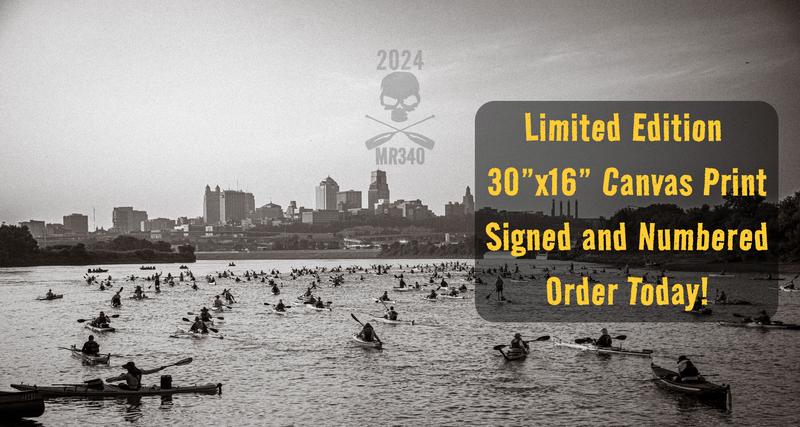 2024
MR340
Limited Edition
30”x16” Canvas Print
Signed and Numbered
Order Today!